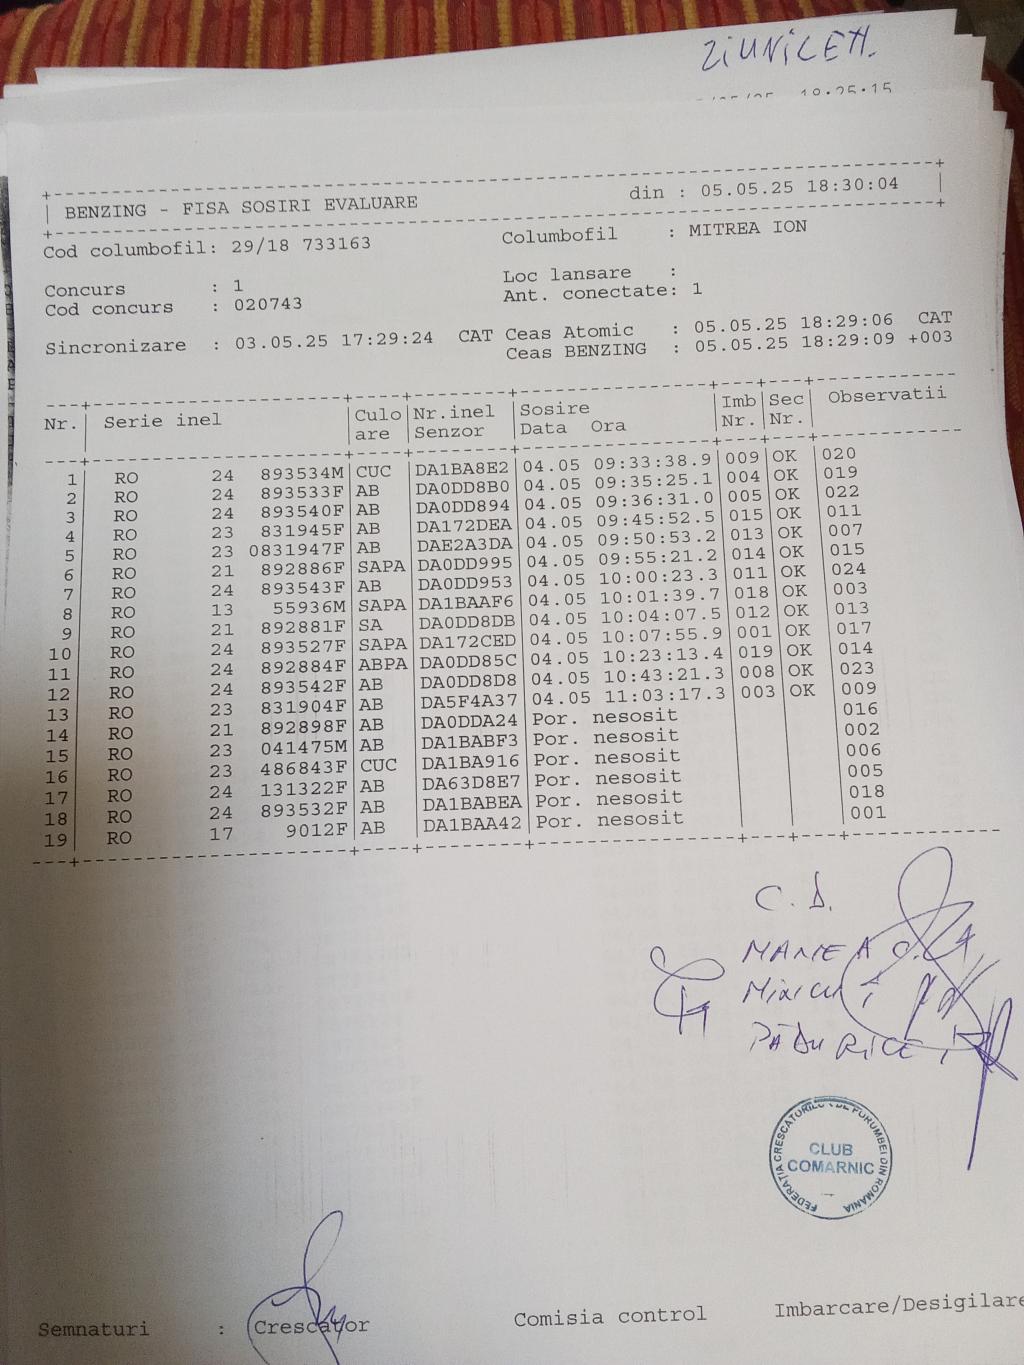 ZIUNICEH.
18:25:15
BENZING - FISA SOSIRI EVALUARE din : 05.05.25 18:30:04
Cod columbofil: 29/18 733163 Columbofil : MITREA ION
Concurs : 1 Loc lansare :
Cod concurs : 020743 Ant. conectate: 1
Sincronizare : 03.05.25 17:29:24 CAT Ceas Atomic : 05.05.25 18:29:06 CAT
Ceas BENZING : 05.05.25 18:29:09 +003
Nr. Serie inel Culo Nr.inel Sosire Imb Sec Observatii
are Senzor Data Ora Nr. Nr.
1 RO 24 893534M CUC DA1BA8E2 04.05 09:33:38.9 009 OK 020
2 RO 24 893533F AB DA0DD8B0 04.05 09:35:25.1 004 OK 019
3 RO 24 893540F AB DA0DD894 04.05 09:36:31.0 005 OK 022
4 RO 23 831945F AB DA172DEA 04.05 09:45:52.5 015 OK 011
5 RO 23 0831947F AB DAE2A3DA 04.05 09:50:53.2 013 OK 007
6 RO 21 892886F SAPA DA0DD995 04.05 09:55:21.2 014 OK 015
7 RO 24 893543F AB DA0DD953 04.05 10:00:23.3 011 OK 024
8 RO 13 55936M SAPA DA1BAAF6 04.05 10:01:39.7 018 OK 003
9 RO 21 892881F SA DA0DD8DB 04.05 10:04:07.5 012 OK 013
10 RO 24 893527F SAPA DA172CED 04.05 10:07:55.9 001 OK 017
11 RO 24 892884F ABPA DA0DD85C 04.05 10:23:13.4 019 OK 014
12 RO 24 893542F AB DA0DD8D8 04.05 10:43:21.3 008 OK 023
13 RO 23 831904F AB DA5F4A37 04.05 11:03:17.3 003 OK 009
14 RO 21 892898F AB DA0DDA24 Por. nesosit 016
15 RO 23 041475M AB DA1BABF3 Por. nesosit 002
16 RO 23 486843F CUC DA1BA916 Por. nesosit 006
17 RO 24 131322F AB DA63D8E7 Por. nesosit 005
18 RO 24 893532F AB DA1BABEA Por. nesosit 018
19 RO 17 9012F AB DA1BAA42 Por. nesosit 001
C. D.
MANEA
PĂDURICE
FEDERAȚIA CRESCĂTORILOR DE PORUMBEI DIN ROMANIA
CLUB
COMARNIC
Semnaturi : Crescator Comisia control Imbarcare/Desigilare